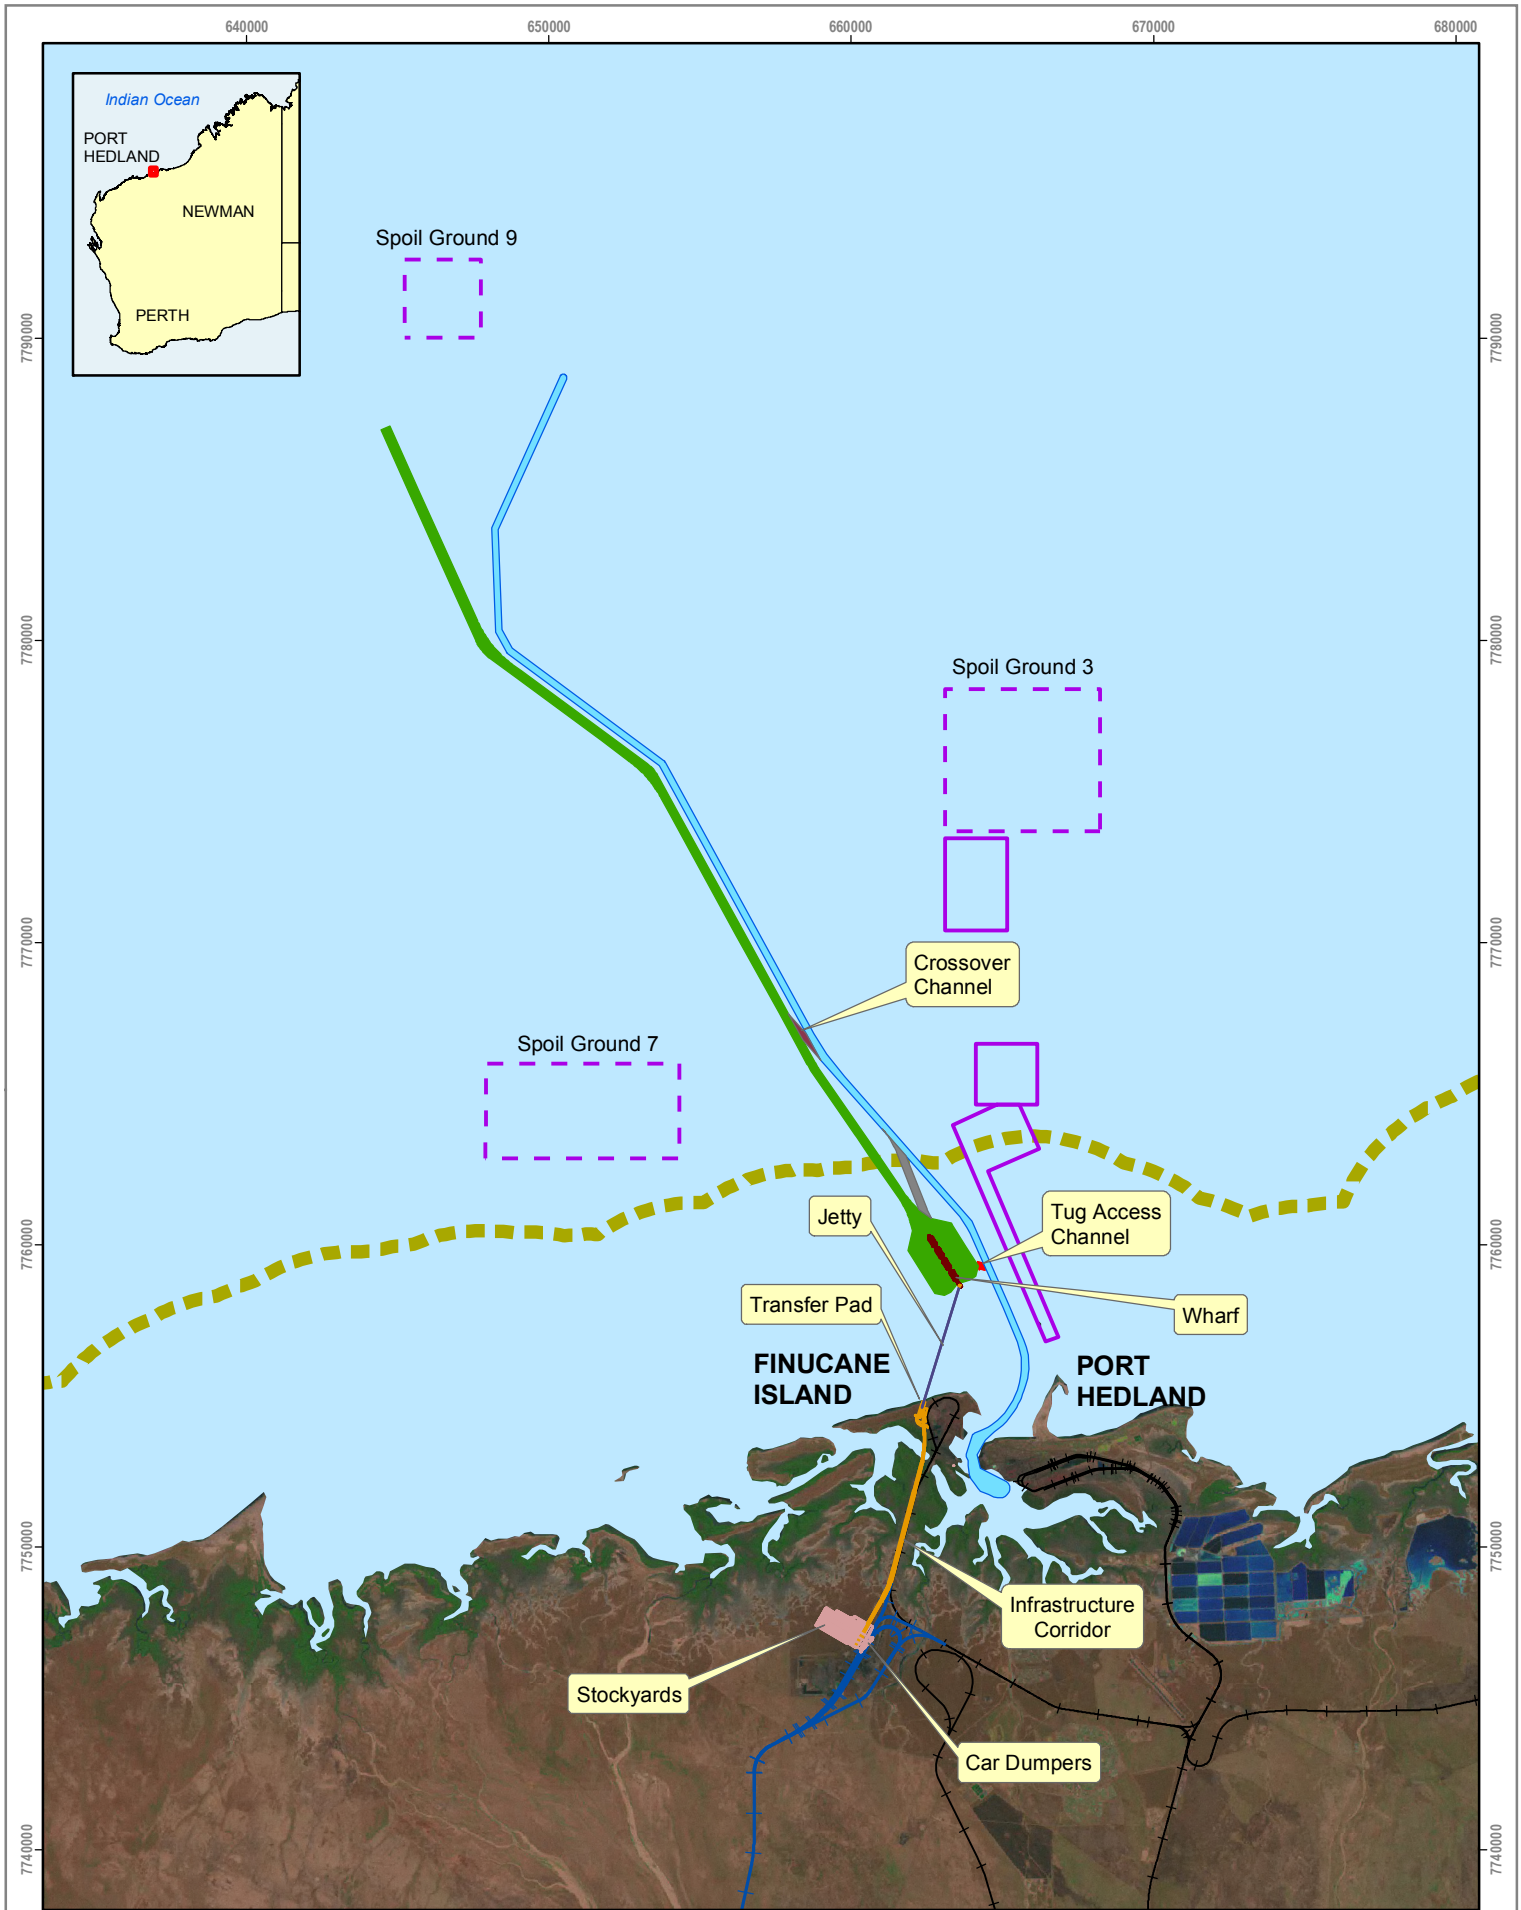 640000
650000
660000
670000
680000
Indian Ocean
PORT
HEDLAND
NEWMAN
PERTH
Spoil Ground 9
7790000
7790000
7780000
7780000
Spoil Ground 3
7770000
7770000
Crossover
Channel
Spoil Ground 7
Jetty
Tug Access
Channel
7760000
7760000
Transfer Pad
Wharf
FINUCANE
ISLAND
PORT
HEDLAND
7750000
7750000
Infrastructure
Corridor
Stockyards
Car Dumpers
7740000
7740000